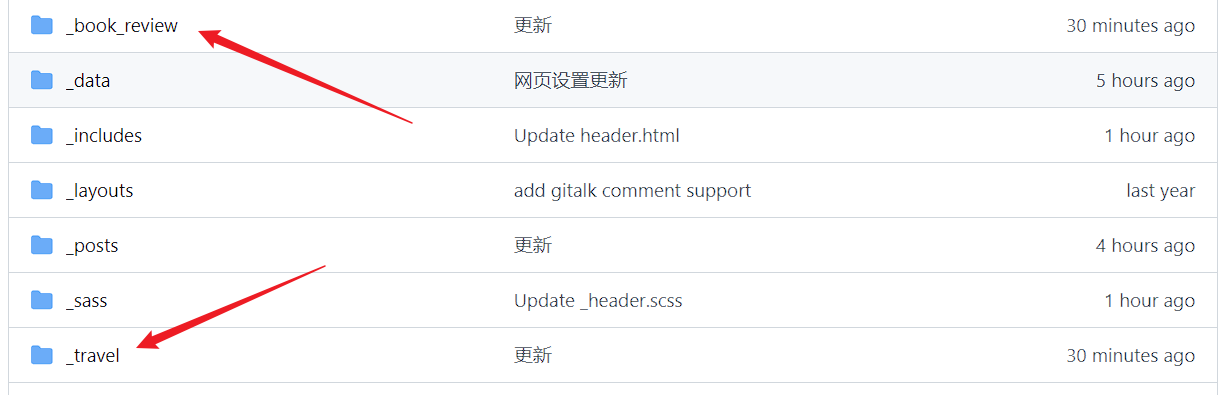 _book_review 更新 30 minutes ago
_data 网页设置更新 5 hours ago
_includes Update header.html 1 hour ago
_layouts add gitalk comment support last year
_posts 更新 4 hours ago
_sass Update _header.scss 1 hour ago
_travel 更新 30 minutes ago